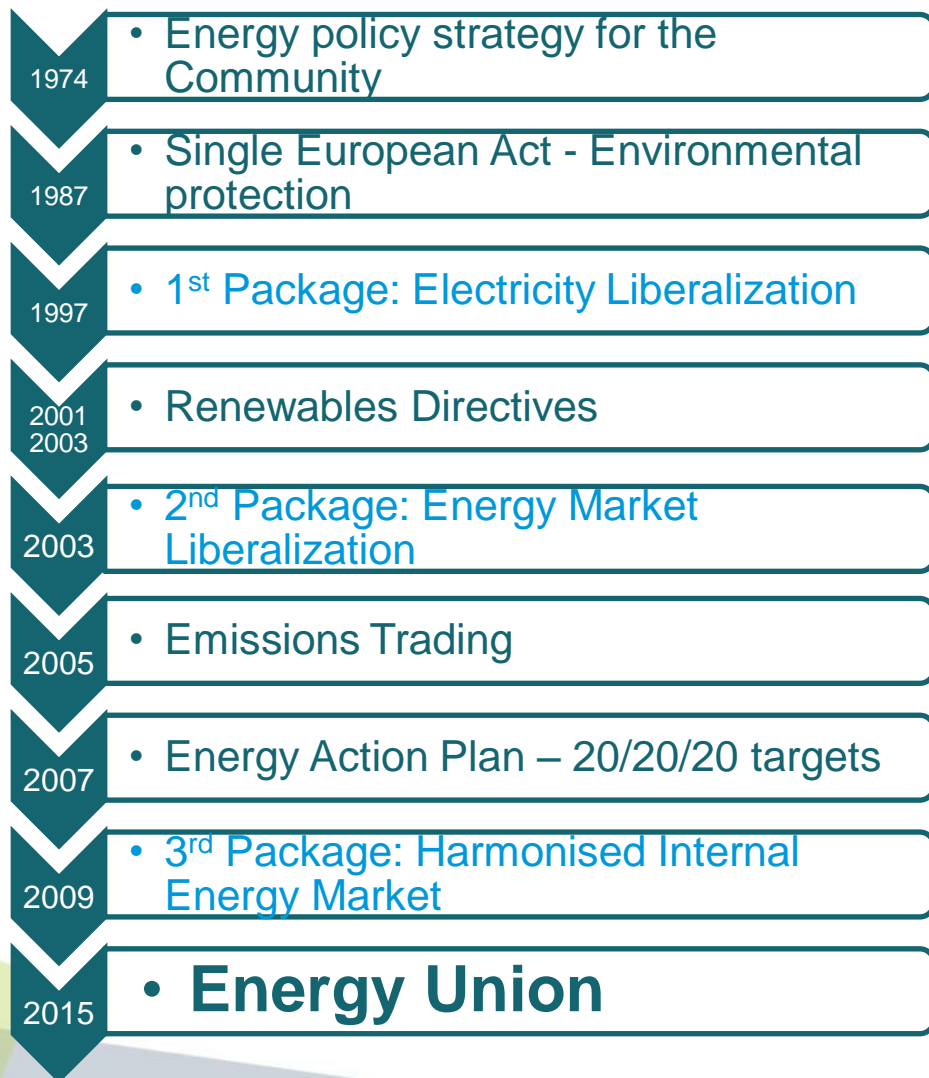 1974
• Energy policy strategy for the
Community
1987
• Single European Act - Environmental
protection
1997
• 1st Package: Electricity Liberalization
2001
2003
• Renewables Directives
2003
• 2nd Package: Energy Market
Liberalization
2005
• Emissions Trading
2007
• Energy Action Plan – 20/20/20 targets
2009
• 3rd Package: Harmonised Internal
Energy Market
2015
• Energy Union